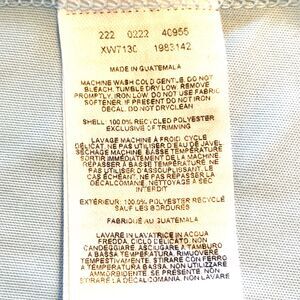 222 0222 40955
XW713C 1983142
MADE IN GUATEMALA
MACHINE WASH COLD GENTLE, DO NOT
BLEACH, TUMBLE DRY LOW, REMOVE
PROMPTLY, IRON LOW, DO NOT USE FABRIC
SOFTENER, IF PRESENT DO NOT IRON
DECAL, DO NOT DRYCLEAN
SHELL: 100.0% RECYCLED POLYESTER
EXCLUSIVE OF TRIMMING
LAVAGE MACHINE À FROID, CYCLE
DÉLICAT, NE PAS UTILISER D'EAU DE JAVEL,
SÉCHAGE MACHINE BASSE TEMPÉRATURE
SORTIR IMMÉDIATEMENT DE LA MACHINE
REPASSER À BASSE TEMPÉRATURE NE
PAS UTILISER D'ASSOUPLISSANT, LE
CAS ÉCHÉANT, NE PAS REPASSER LA
DÉCALCOMANIE, NETTOYAGE À SEC
INTERDIT
EXTÉRIEUR: 100.0% POLYESTER RECYCLÉ
SAUF LES BORDURES
FABRIQUÉ AU GUATEMALA
LAVARE IN LAVATRICE IN ACQUA
FREDDA, CICLO DELICATO, NON
CANDEGGIARE ASCIUGARE A TAMBURO
A BASSA TEMPERATURA, RIMUOVERE
IMMEDIATAMENTE, STIRARE CON FERRO
A TEMPERATURA BASSA, NON UTILIZZARE
AMMORBIDENTE, SE PRESENTE NON
STIRARE LA DECALCOMANIA, NON LAVARE